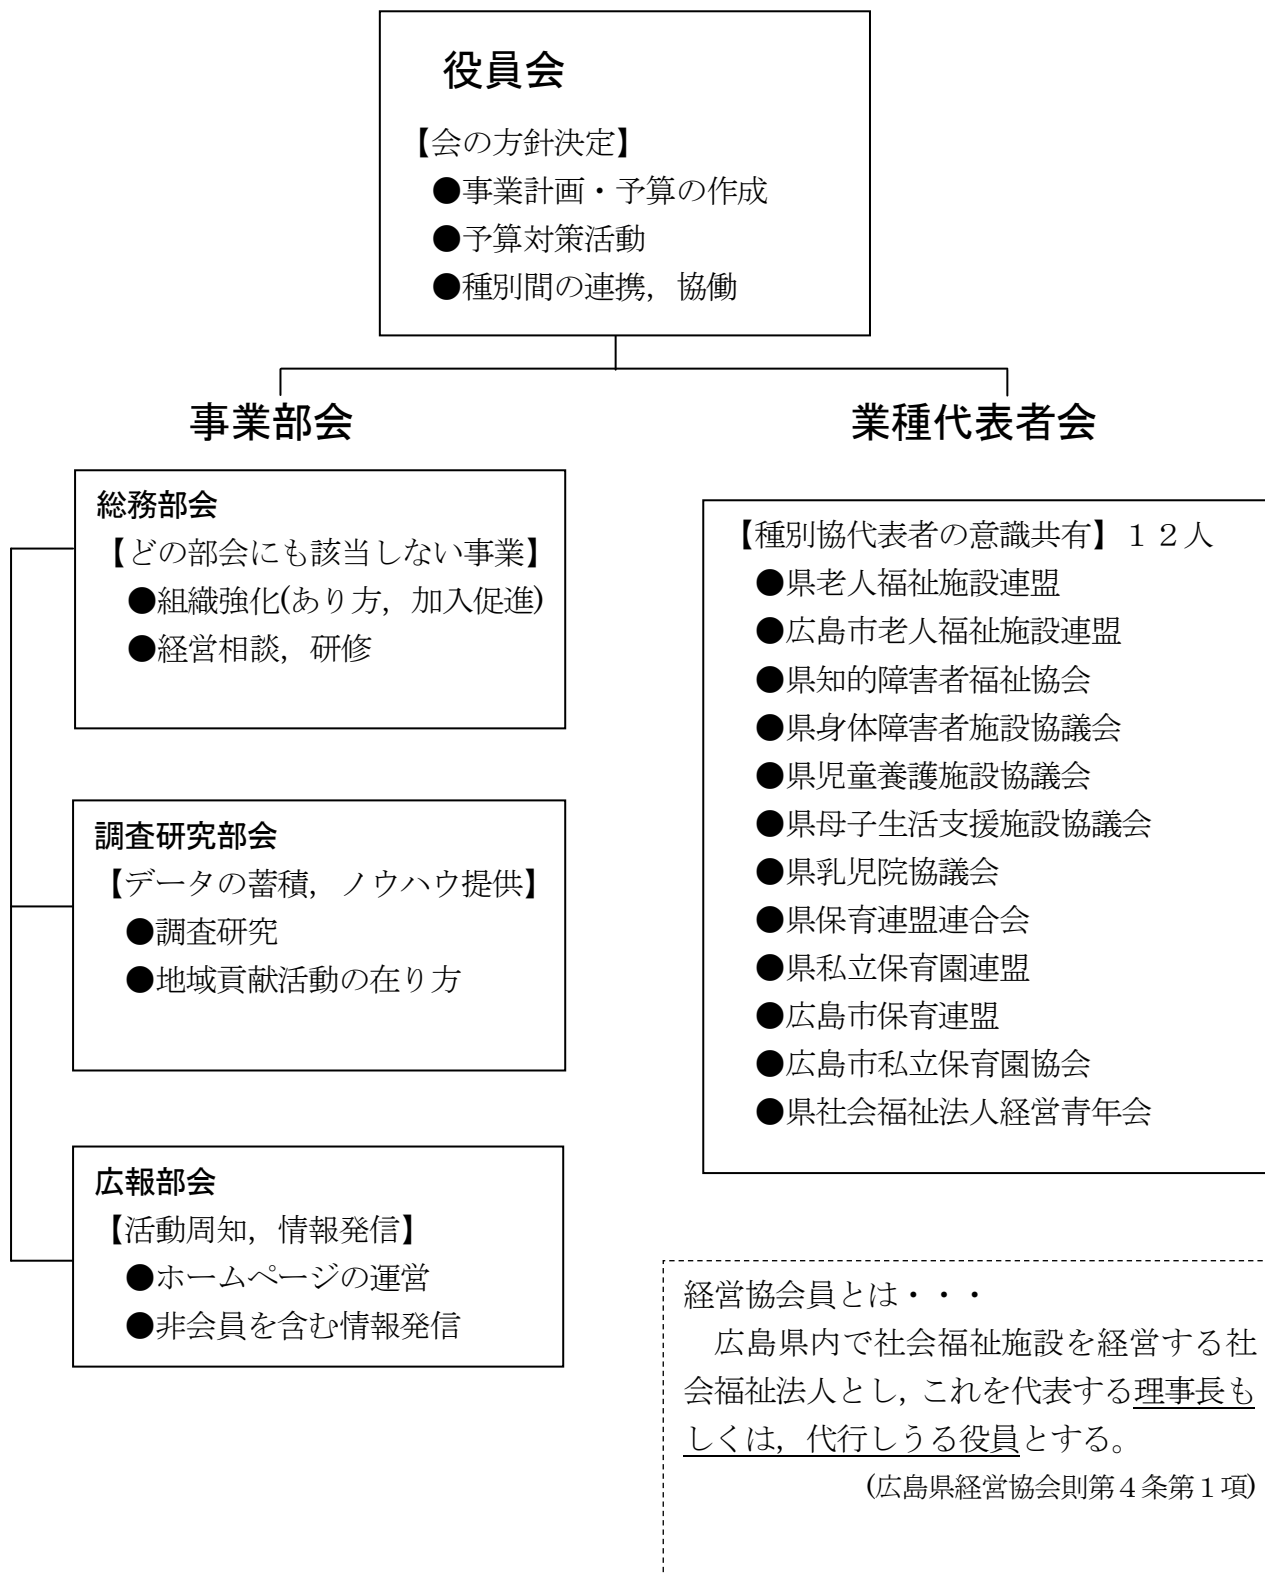 役員会
【会の方針決定】
●事業計画・予算の作成
●予算対策活動
●種別間の連携，協働
事業部会
総務部会
【どの部会にも該当しない事業】
●組織強化(あり方，加入促進)
●経営相談，研修
調査研究部会
【データの蓄積，ノウハウ提供】
●調査研究
●地域貢献活動の在り方
広報部会
【活動周知，情報発信】
●ホームページの運営
●非会員を含む情報発信
業種代表者会
【種別協代表者の意識共有】１２人
●県老人福祉施設連盟
●広島市老人福祉施設連盟
●県知的障害者福祉協会
●県身体障害者施設協議会
●県児童養護施設協議会
●県母子生活支援施設協議会
●県乳児院協議会
●県保育連盟連合会
●県私立保育園連盟
●広島市保育連盟
●広島市私立保育園協会
●県社会福祉法人経営青年会
経営協会員とは・・・
　広島県内で社会福祉施設を経営する社
会福祉法人とし，これを代表する理事長も
しくは，代行しうる役員とする。
(広島県経営協会則第４条第１項)